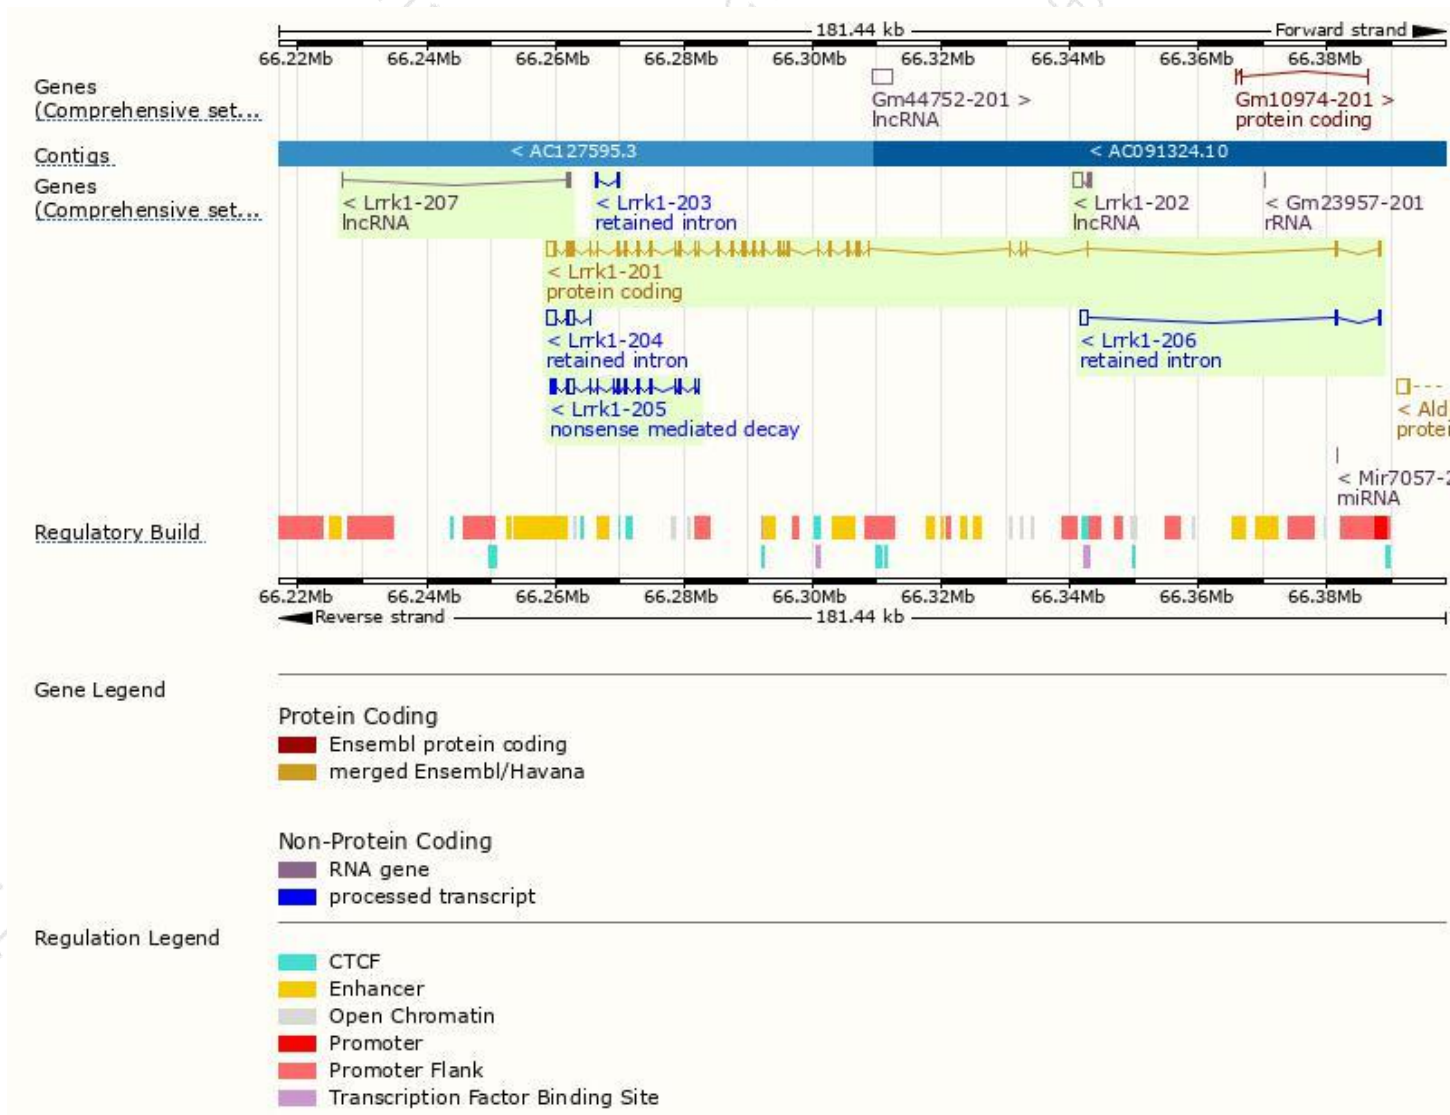 181.44 kb Forward strand
66.22Mb 66.24Mb 66.26Mb 66.28Mb 66.30Mb 66.32Mb 66.34Mb 66.36Mb 66.38Mb
Genes
(Comprehensive set...
Gm44752-201 >
lncRNA
Gm10974-201 >
protein coding
Contigs
< AC127595.3
< AC091324.10
Genes
(Comprehensive set...
< Lrrk1-207
lncRNA
< Lrrk1-203
retained intron
< Lrrk1-202
lncRNA
< Gm23957-201
rRNA
< Lrrk1-201
protein coding
< Lrrk1-204
retained intron
< Lrrk1-206
retained intron
< Lrrk1-205
nonsense mediated decay
< Ald
protei
< Mir7057-2
miRNA
Regulatory Build
66.22Mb 66.24Mb 66.26Mb 66.28Mb 66.30Mb 66.32Mb 66.34Mb 66.36Mb 66.38Mb
Reverse strand 181.44 kb
Gene Legend
Protein Coding
Ensembl protein coding
merged Ensembl/Havana
Non-Protein Coding
RNA gene
processed transcript
Regulation Legend
CTCF
Enhancer
Open Chromatin
Promoter
Promoter Flank
Transcription Factor Binding Site